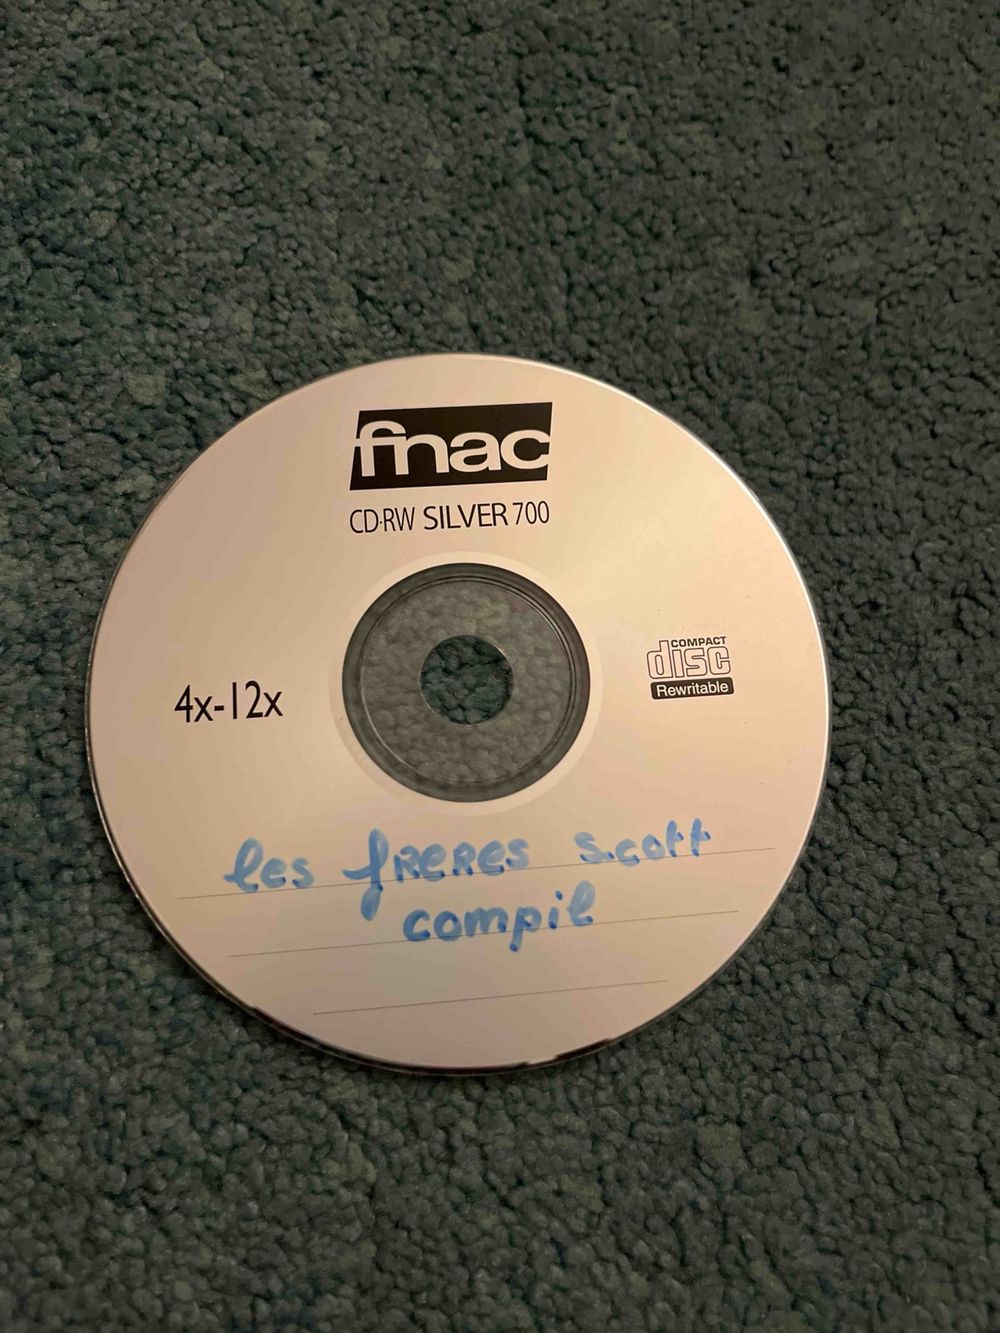 fnac
CD-RW SILVER 700
COMPACT
disc
Rewritable
4x-12x
les fRERES scott
compil